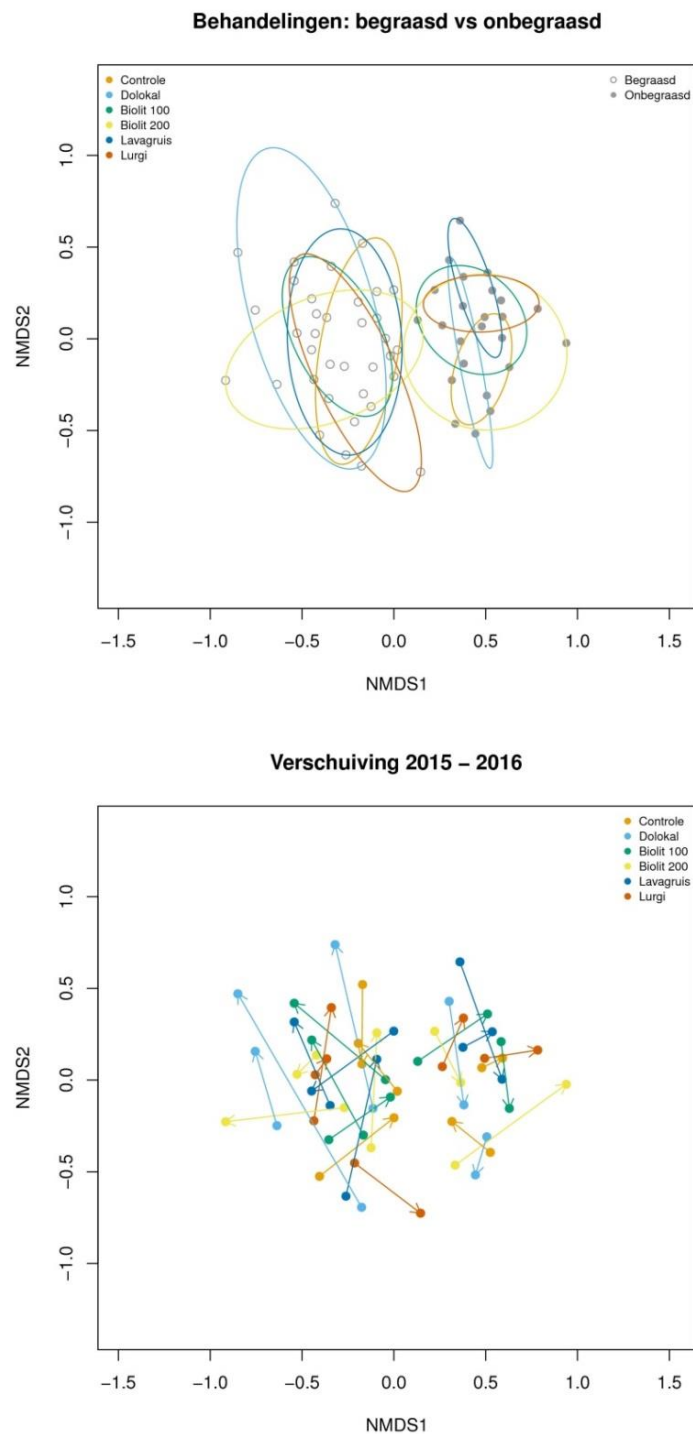 Behandelingen: begraasd vs onbegraasd
Controle
Dolokal
Biolit 100
Biolit 200
Lavagruis
Lurgi
Begraasd
Onbegraasd
1.0
0.5
0.0
−0.5
−1.0
NMDS2
−1.5 −1.0 −0.5 0.0 0.5 1.0 1.5
NMDS1
Verschuiving 2015 − 2016
Controle
Dolokal
Biolit 100
Biolit 200
Lavagruis
Lurgi
1.0
0.5
0.0
−0.5
−1.0
NMDS2
−1.5 −1.0 −0.5 0.0 0.5 1.0 1.5
NMDS1